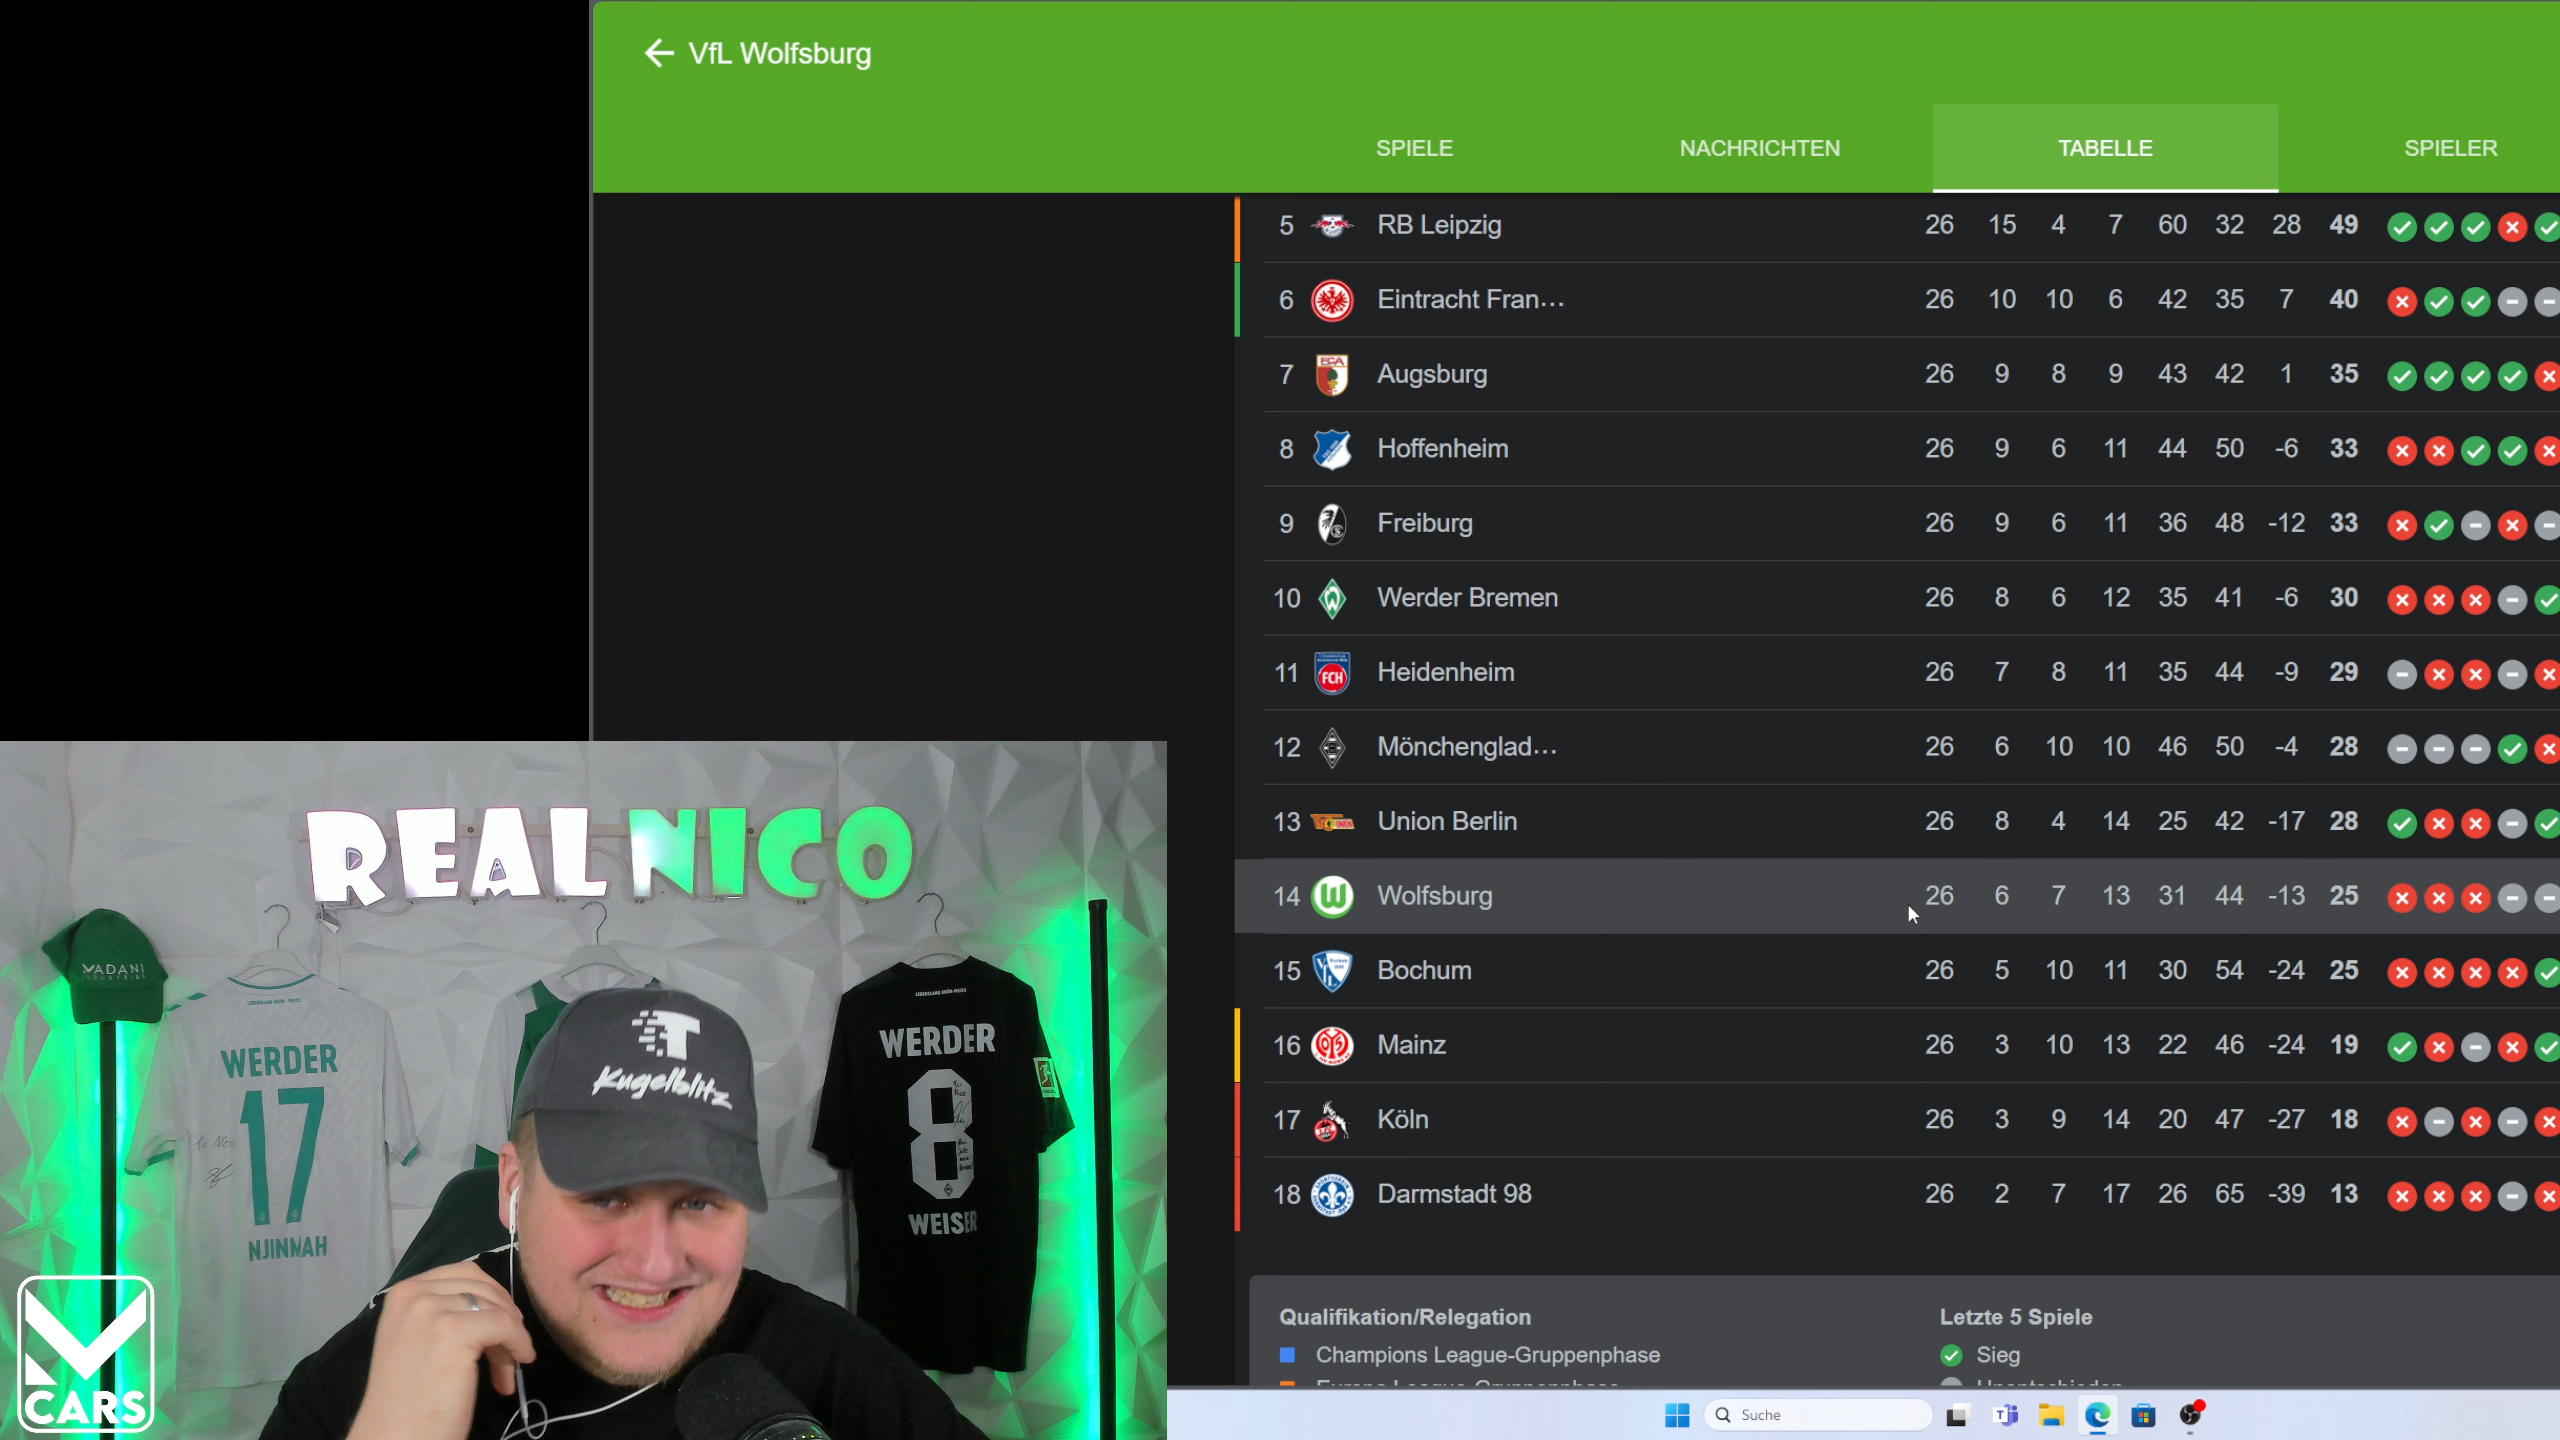 VfL Wolfsburg
SPIELE NACHRICHTEN TABELLE SPIELER
5 RB Leipzig 26 15 4 7 60 32 28 49
6 Eintracht Fran... 26 10 10 6 42 35 7 40
7 Augsburg 26 9 8 9 43 42 1 35
8 Hoffenheim 26 9 6 11 44 50 -6 33
9 Freiburg 26 9 6 11 36 48 -12 33
10 Werder Bremen 26 8 6 12 35 41 -6 30
11 Heidenheim 26 7 8 11 35 44 -9 29
12 Mönchenglad... 26 6 10 10 46 50 -4 28
13 Union Berlin 26 8 4 14 25 42 -17 28
14 Wolfsburg 26 6 7 13 31 44 -13 25
15 Bochum 26 5 10 11 30 54 -24 25
16 Mainz 26 3 10 13 22 46 -24 19
17 Köln 26 3 9 14 20 47 -27 18
18 Darmstadt 98 26 2 7 17 26 65 -39 13
Qualifikation/Relegation Letzte 5 Spiele
Champions League-Gruppenphase Sieg
Suche
REALNICO
WERDER
17
NJINMAH
T
Kugelblitz
WERDER
8
WEISER
CARS